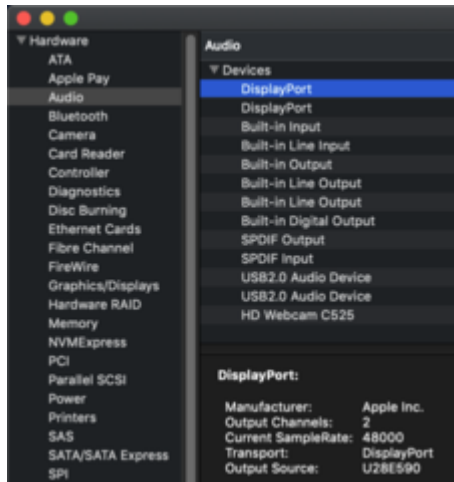 Hardware
ATA
Apple Pay
Audio
Bluetooth
Camera
Card Reader
Controller
Diagnostics
Disc Burning
Ethernet Cards
Fibre Channel
FireWire
Graphics/Displays
Hardware RAID
Memory
NVMExpress
PCI
Parallel SCSI
Power
Printers
SAS
SATA/SATA Express
SPI
Audio
Devices
DisplayPort
DisplayPort
Built-in Input
Built-in Line Input
Built-in Output
Built-in Line Output
Built-in Line Output
Built-in Digital Output
SPDIF Output
SPDIF Input
USB2.0 Audio Device
USB2.0 Audio Device
HD Webcam C525
DisplayPort:
Manufacturer: Apple Inc.
Output Channels: 2
Current SampleRate: 48000
Transport: DisplayPort
Output Source: U28E590